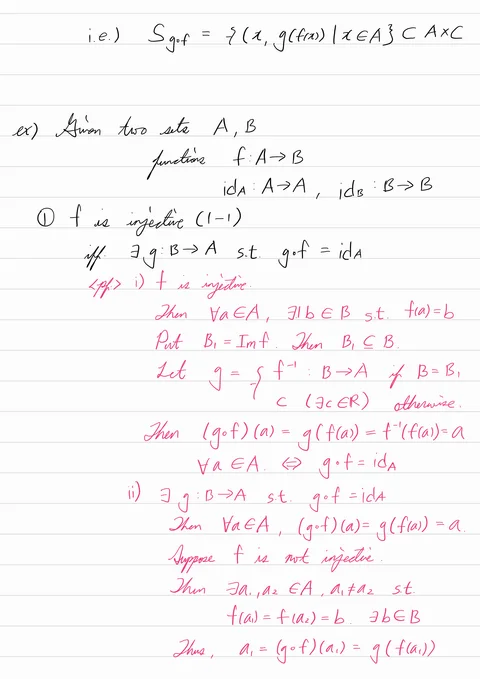 i.e.) S_{g∘f} = {(x, g(f(x)) | x∈A} ⊂ A×C
ex) Given two sets A, B
functions f: A→B
id_A : A→A , id_B : B→B
① f is injective (1-1)
iff ∃ g: B→A s.t. g∘f = id_A
<pf> i) f is injective.
Then ∀a∈A, ∃1 b∈B s.t. f(a)=b
Put B₁ = Im f. Then B₁ ⊆ B.
Let g = { f⁻¹ : B→A if B=B₁
c (∃c∈R) otherwise.
Then (g∘f)(a) = g(f(a)) = f⁻¹(f(a)) = a
∀a∈A. ⇔ g∘f = id_A
ii) ∃ g: B→A s.t. g∘f = id_A
Then ∀a∈A, (g∘f)(a) = g(f(a)) = a.
Suppose f is not injective.
Then ∃a₁, a₂ ∈A, a₁≠a₂ s.t.
f(a₁) = f(a₂) = b. ∃b∈B
Thus, a₁ = (g∘f)(a₁) = g(f(a₁))